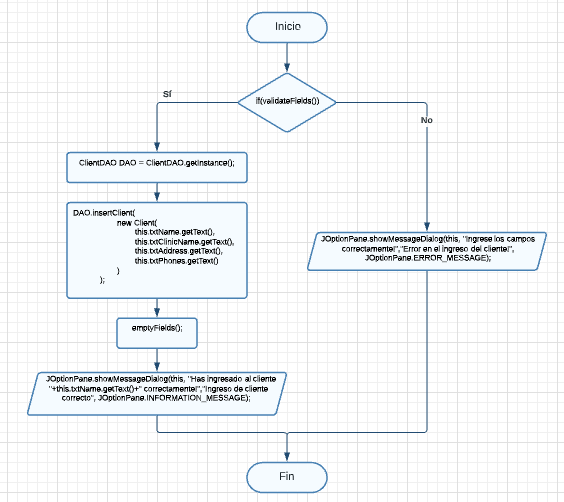 Inicio
if(validateFields())
Sí
No
ClientDAO DAO = ClientDAO.getInstance();
DAO.insertClient(
new Client(
this.txtName.getText(),
this.txtClinicName.getText(),
this.txtAddress.getText(),
this.txtPhones.getText()
)
);
JOptionPane.showMessageDialog(this, "Ingrese los campos
correctamente!","Error en el ingreso del cliente!",
JOptionPane.ERROR_MESSAGE);
emptyFields();
JOptionPane.showMessageDialog(this, "Has ingresado al cliente
"+this.txtName.getText()+" correctamente!","Ingreso de cliente
correcto", JOptionPane.INFORMATION_MESSAGE);
Fin